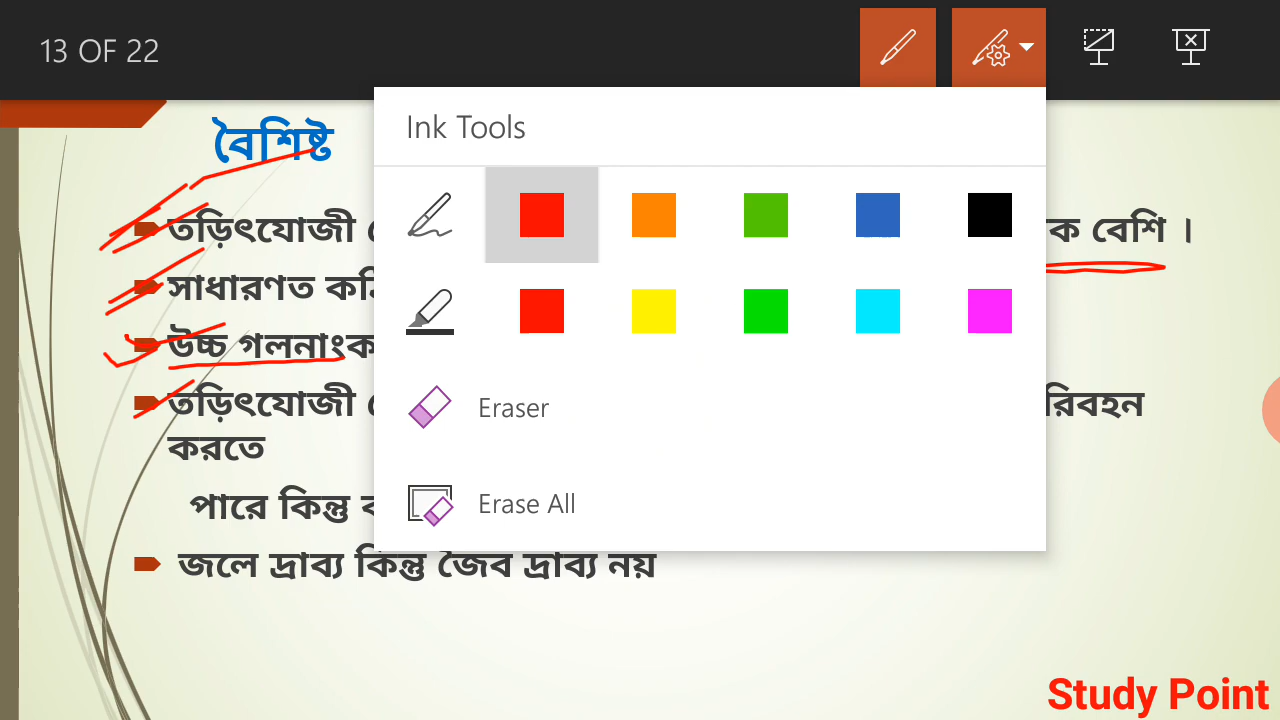 13 OF 22
Ink Tools
Eraser
Erase All
বৈশিষ্ট
তড়িৎযোজী ক বেশি ।
সাধারণত
উচ্চ গলনাংক
তড়িৎযোজী রিবহন
করতে
পারে কিন্তু
জলে দ্রাব্য কিন্তু জৈব দ্রাব্য নয়
Study Point